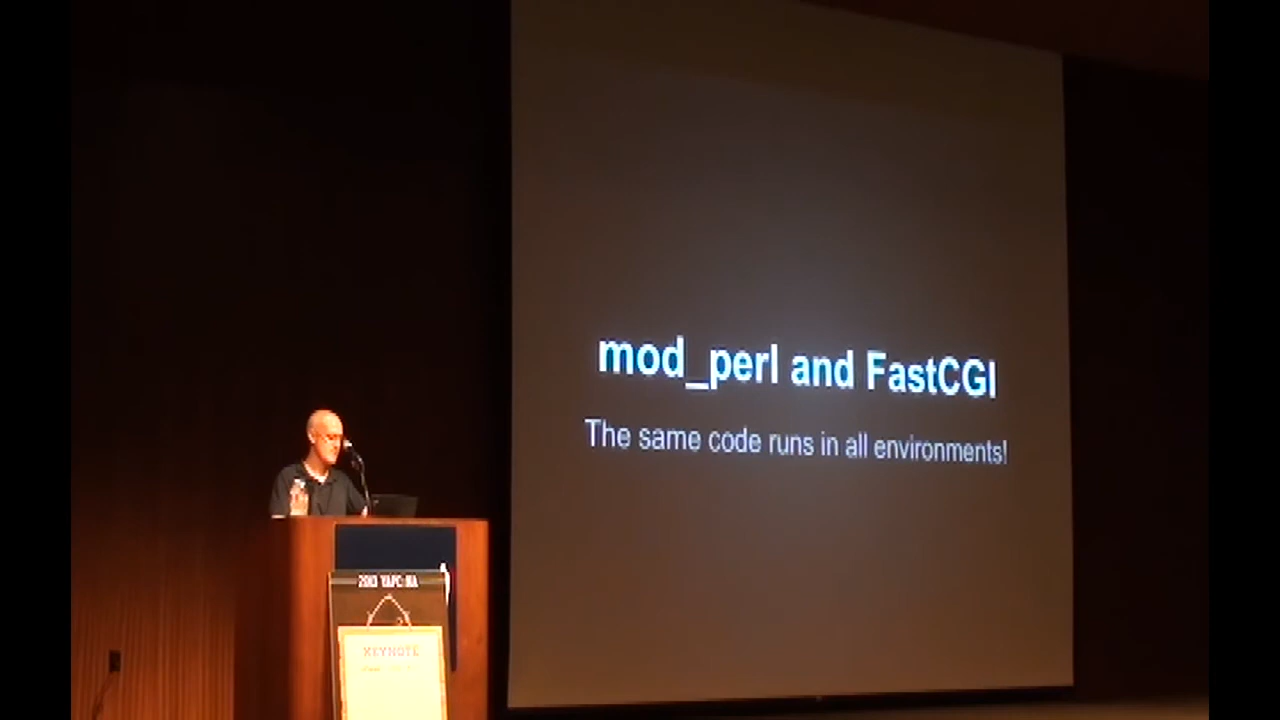 mod_perl and FastCGI
The same code runs in all environments!
2013 YAPC::NA
KEYNOTE